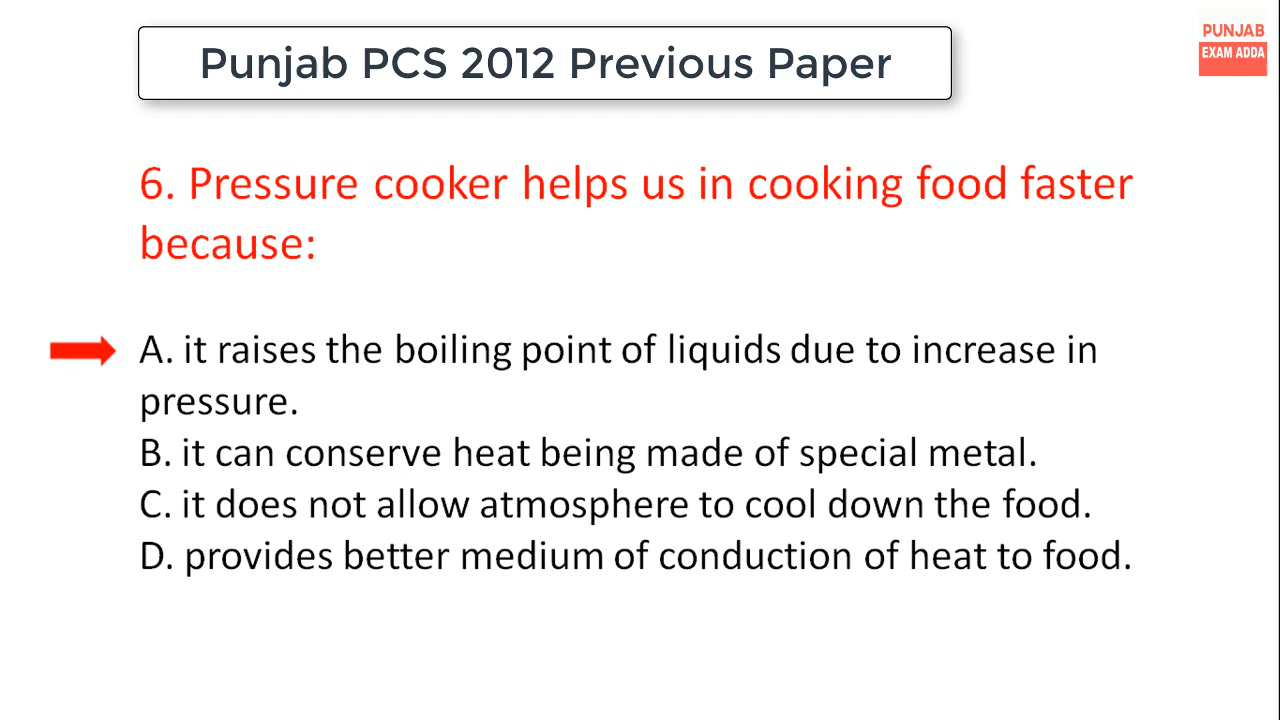 Punjab PCS 2012 Previous Paper
PUNJAB
EXAM ADDA
6. Pressure cooker helps us in cooking food faster
because:
A. it raises the boiling point of liquids due to increase in
pressure.
B. it can conserve heat being made of special metal.
C. it does not allow atmosphere to cool down the food.
D. provides better medium of conduction of heat to food.